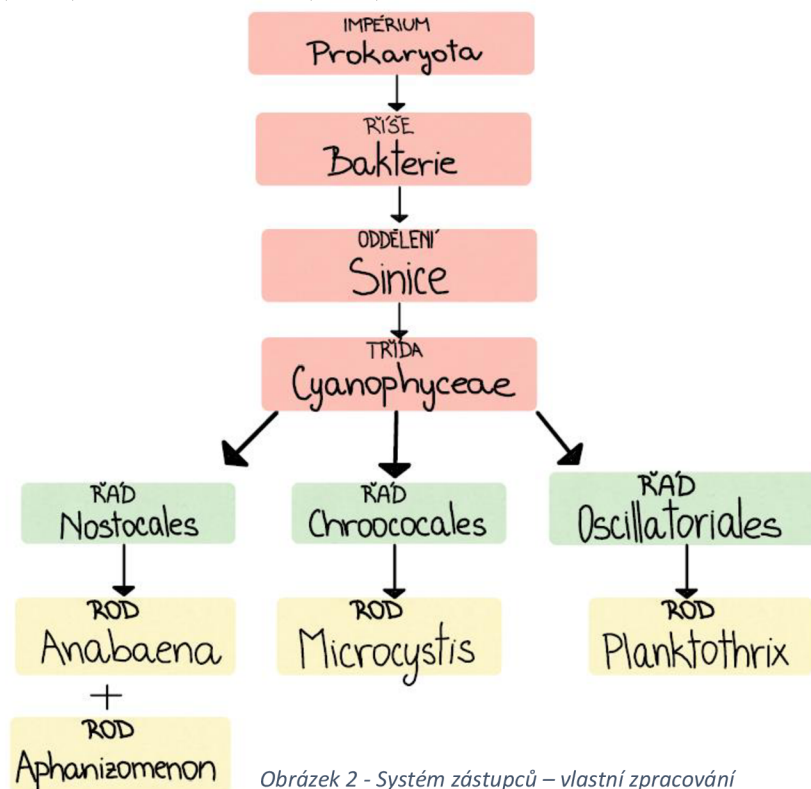 IMPÉRIUM
Prokaryota
ŘÍŠE
Bakterie
ODDĚLENÍ
Sinice
TŘÍDA
Cyanophyceae
ŘÁD
Nostocales
ŘÁD
Chroococales
ŘÁD
Oscillatoriales
ROD
Anabaena
ROD
Microcystis
ROD
Planktothrix
+
ROD
Aphanizomenon
Obrázek 2 - Systém zástupců – vlastní zpracování